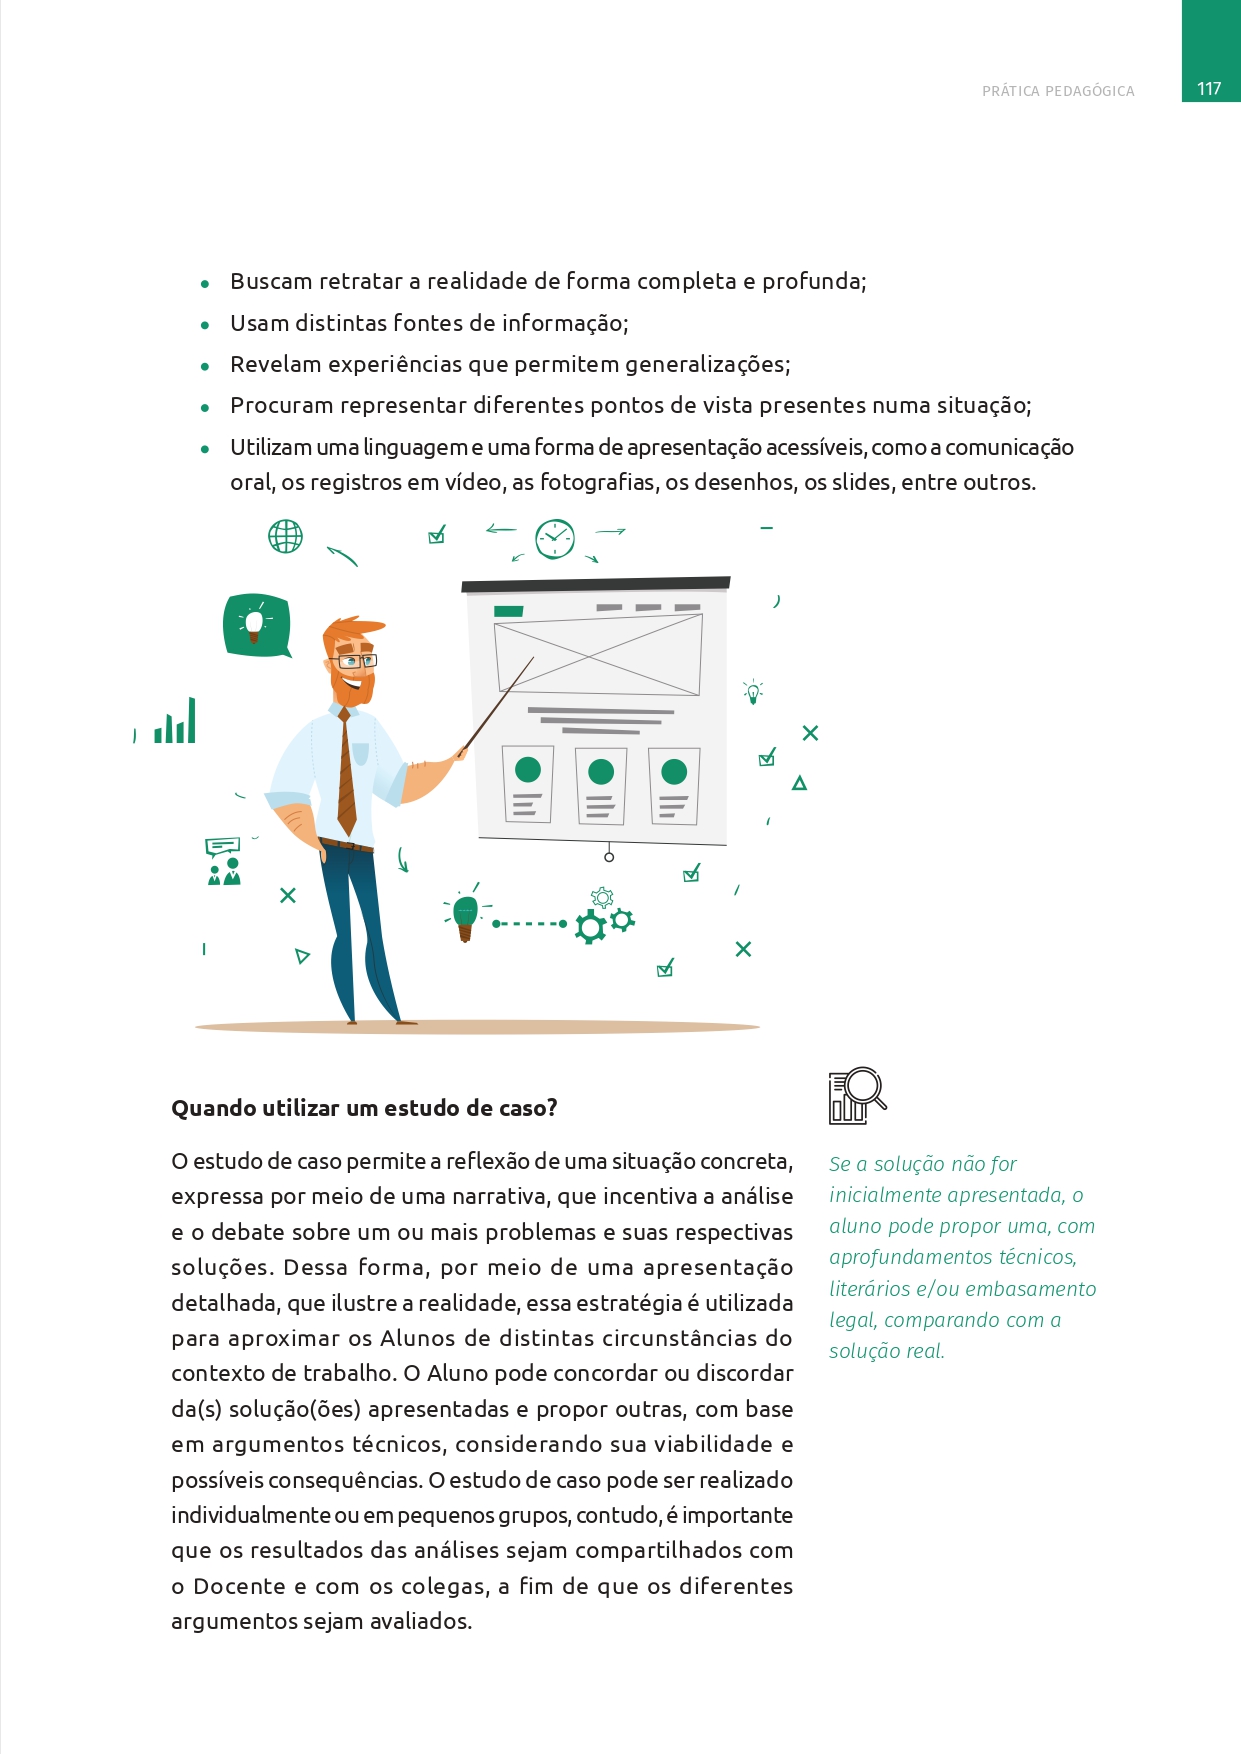 PRÁTICA PEDAGÓGICA
117
• Buscam retratar a realidade de forma completa e profunda;
• Usam distintas fontes de informação;
• Revelam experiências que permitem generalizações;
• Procuram representar diferentes pontos de vista presentes numa situação;
• Utilizam uma linguagem e uma forma de apresentação acessíveis, como a comunicação
oral, os registros em vídeo, as fotografias, os desenhos, os slides, entre outros.
Quando utilizar um estudo de caso?
O estudo de caso permite a reflexão de uma situação concreta,
expressa por meio de uma narrativa, que incentiva a análise
e o debate sobre um ou mais problemas e suas respectivas
soluções. Dessa forma, por meio de uma apresentação
detalhada, que ilustre a realidade, essa estratégia é utilizada
para aproximar os Alunos de distintas circunstâncias do
contexto de trabalho. O Aluno pode concordar ou discordar
da(s) solução(ões) apresentadas e propor outras, com base
em argumentos técnicos, considerando sua viabilidade e
possíveis consequências. O estudo de caso pode ser realizado
individualmente ou em pequenos grupos, contudo, é importante
que os resultados das análises sejam compartilhados com
o Docente e com os colegas, a fim de que os diferentes
argumentos sejam avaliados.
Se a solução não for
inicialmente apresentada, o
aluno pode propor uma, com
aprofundamentos técnicos,
literários e/ou embasamento
legal, comparando com a
solução real.